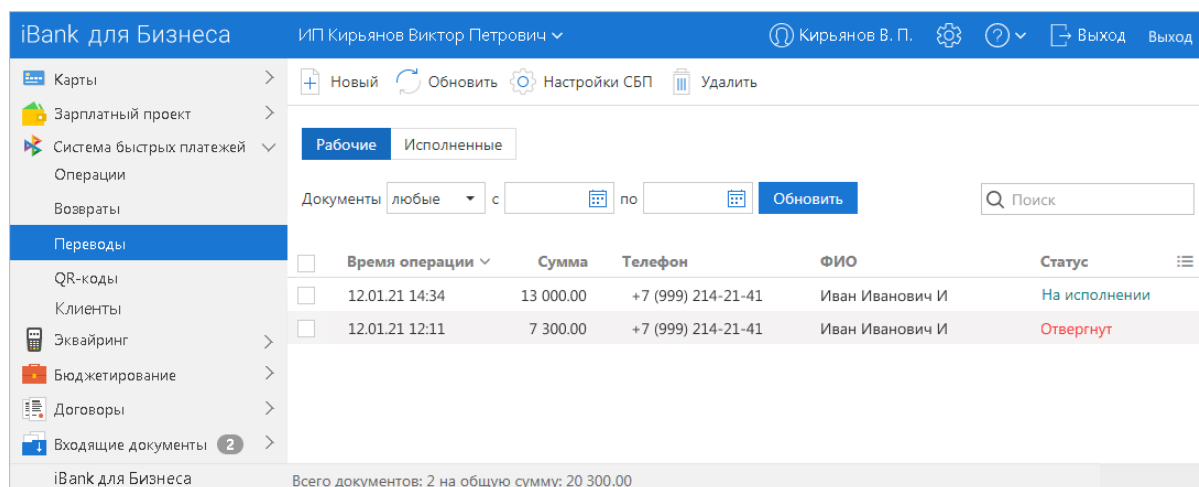 iBank для Бизнеса ИП Кирьянов Виктор Петрович Кирьянов В. П. Выход Выход
Карты
Зарплатный проект
Система быстрых платежей
Операции
Возвраты
Переводы
QR-коды
Клиенты
Эквайринг
Бюджетирование
Договоры
Входящие документы 2
iBank для Бизнеса
Новый Обновить Настройки СБП Удалить
Рабочие Исполненные
Документы любые с по Обновить Поиск
Время операции Сумма Телефон ФИО Статус
12.01.21 14:34 13 000.00 +7 (999) 214-21-41 Иван Иванович И На исполнении
12.01.21 12:11 7 300.00 +7 (999) 214-21-41 Иван Иванович И Отвергнут
Всего документов: 2 на общую сумму: 20 300.00